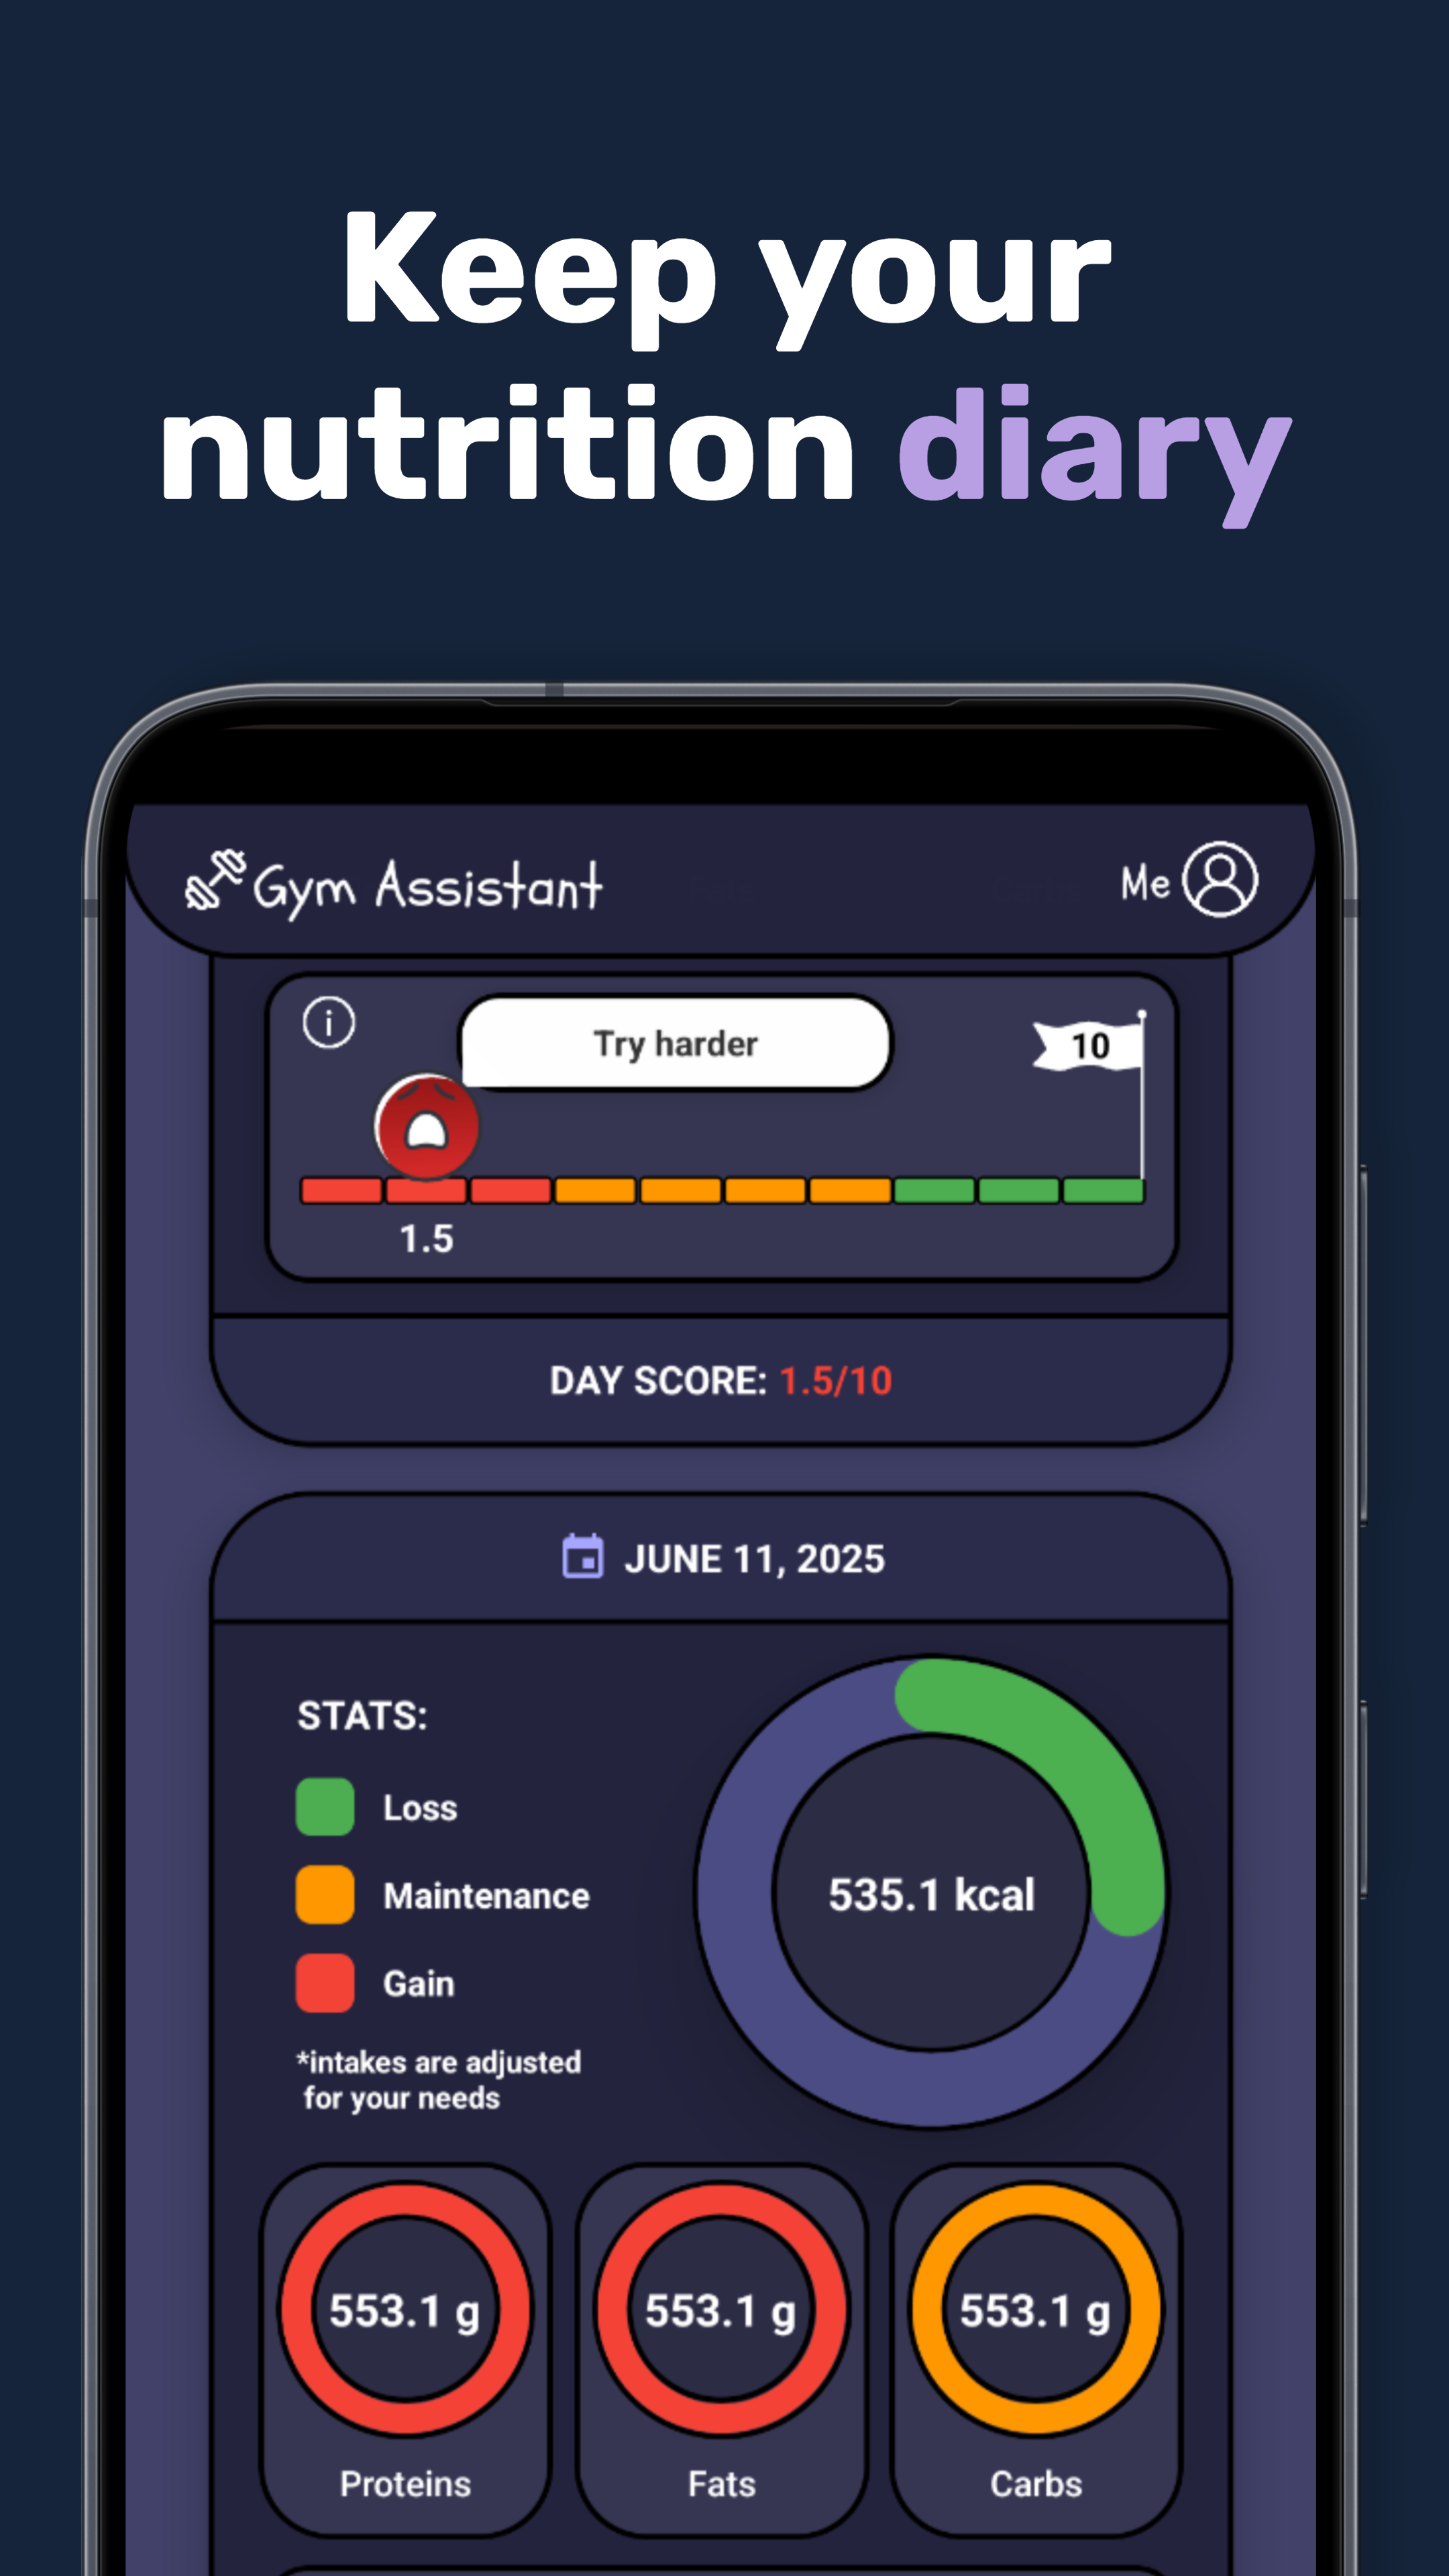 Keep your
nutrition diary
Gym Assistant
Me
i
Try harder
10
1.5
DAY SCORE: 1.5/10
JUNE 11, 2025
STATS:
Loss
Maintenance
Gain
*intakes are adjusted
for your needs
535.1 kcal
553.1 g
553.1 g
553.1 g
Proteins
Fats
Carbs